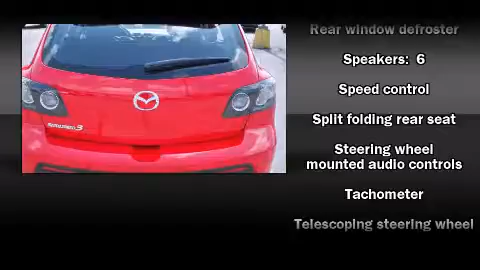 Rear window defroster
Speakers: 6
Speed control
Split folding rear seat
Steering wheel
mounted audio controls
Tachometer
Telescoping steering wheel